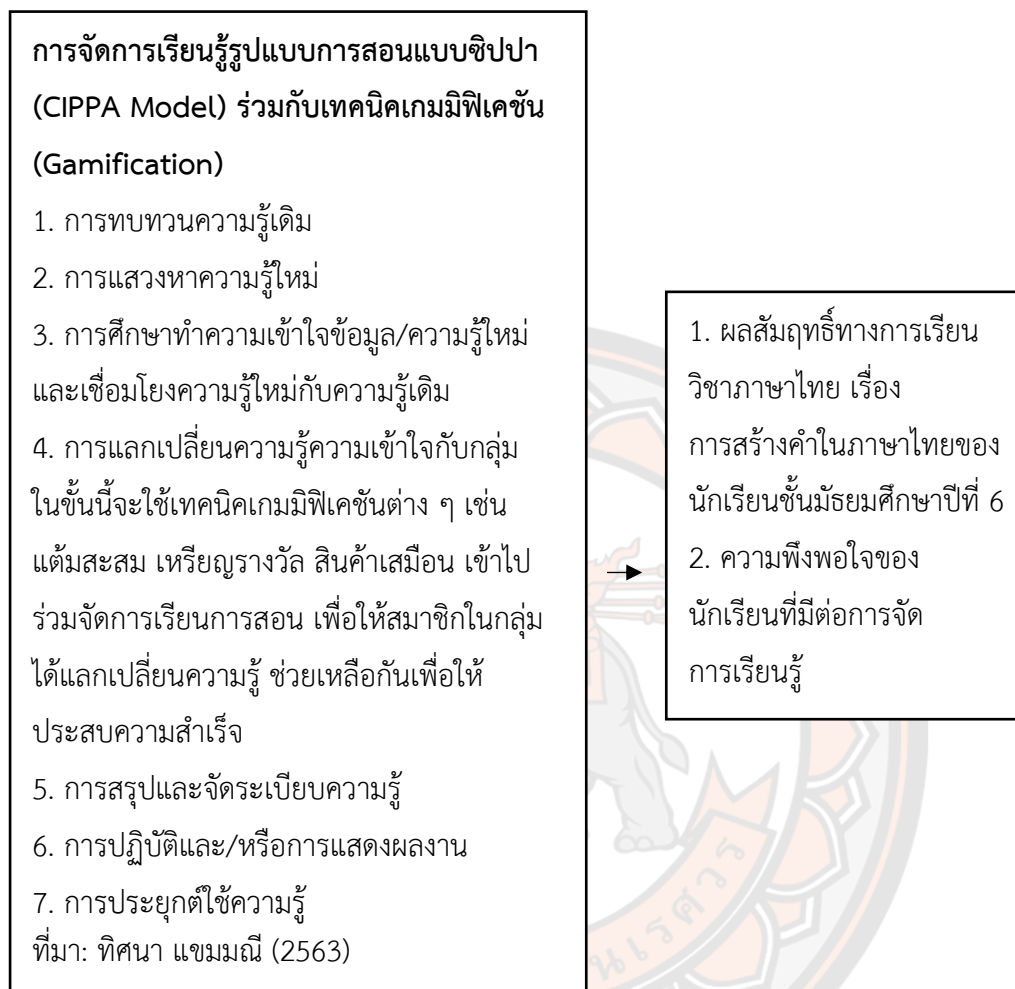 การจัดการเรียนรู้รูปแบบการสอนแบบซิปปา
(CIPPA Model) ร่วมกับเทคนิคเกมมิฟิเคชัน
(Gamification)
1. การทบทวนความรู้เดิม
2. การแสวงหาความรู้ใหม่
3. การศึกษาทำความเข้าใจข้อมูล/ความรู้ใหม่
และเชื่อมโยงความรู้ใหม่กับความรู้เดิม
4. การแลกเปลี่ยนความรู้ความเข้าใจกับกลุ่ม
ในขั้นนี้จะใช้เทคนิคเกมมิฟิเคชันต่าง ๆ เช่น
แต้มสะสม เหรียญรางวัล สินค้าเสมือน เข้าไป
ร่วมจัดการเรียนการสอน เพื่อให้สมาชิกในกลุ่ม
ได้แลกเปลี่ยนความรู้ ช่วยเหลือกันเพื่อให้
ประสบความสำเร็จ
5. การสรุปและจัดระเบียบความรู้
6. การปฏิบัติและ/หรือการแสดงผลงาน
7. การประยุกต์ใช้ความรู้
ที่มา: ทิศนา แขมมณี (2563)
1. ผลสัมฤทธิ์ทางการเรียน
วิชาภาษาไทย เรื่อง
การสร้างคำในภาษาไทยของ
นักเรียนชั้นมัธยมศึกษาปีที่ 6
2. ความพึงพอใจของ
นักเรียนที่มีต่อการจัด
การเรียนรู้
นเรศวร